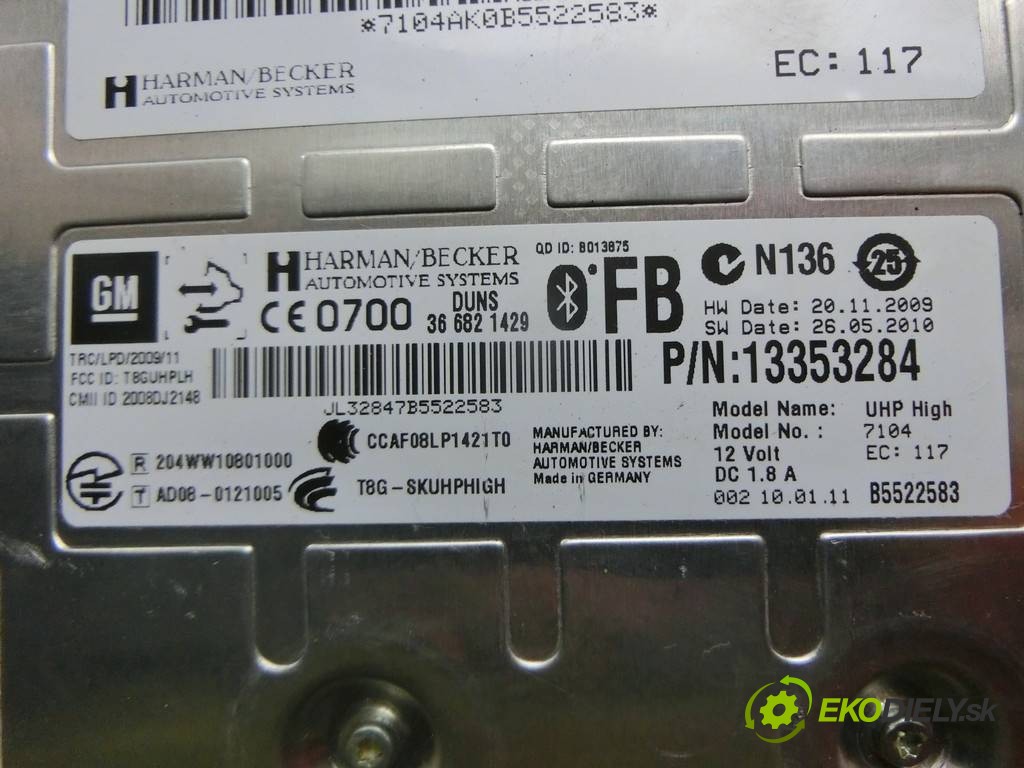 *7104AK0B5522583*
HARMAN/BECKER
AUTOMOTIVE SYSTEMS
EC: 117
GM
HARMAN/BECKER
AUTOMOTIVE SYSTEMS
CE 0700
DUNS
36 682 1429
QD ID: B013875
FB
N136
25
HW Date: 20.11.2009
SW Date: 26.05.2010
P/N:13353284
TRC/LPD/2009/11
FCC ID: T8GUHPLH
CMII ID 2008DJ2148
JL32847B5522583
CCAF08LP1421T0
R 204WW10801000
T AD08-0121005
T8G-SKUHPHIGH
MANUFACTURED BY:
HARMAN/BECKER
AUTOMOTIVE SYSTEMS
Made in GERMANY
Model Name: UHP High
Model No.: 7104
12 Volt EC: 117
DC 1.8 A
002 10.01.11 B5522583
EKODIELY.sk